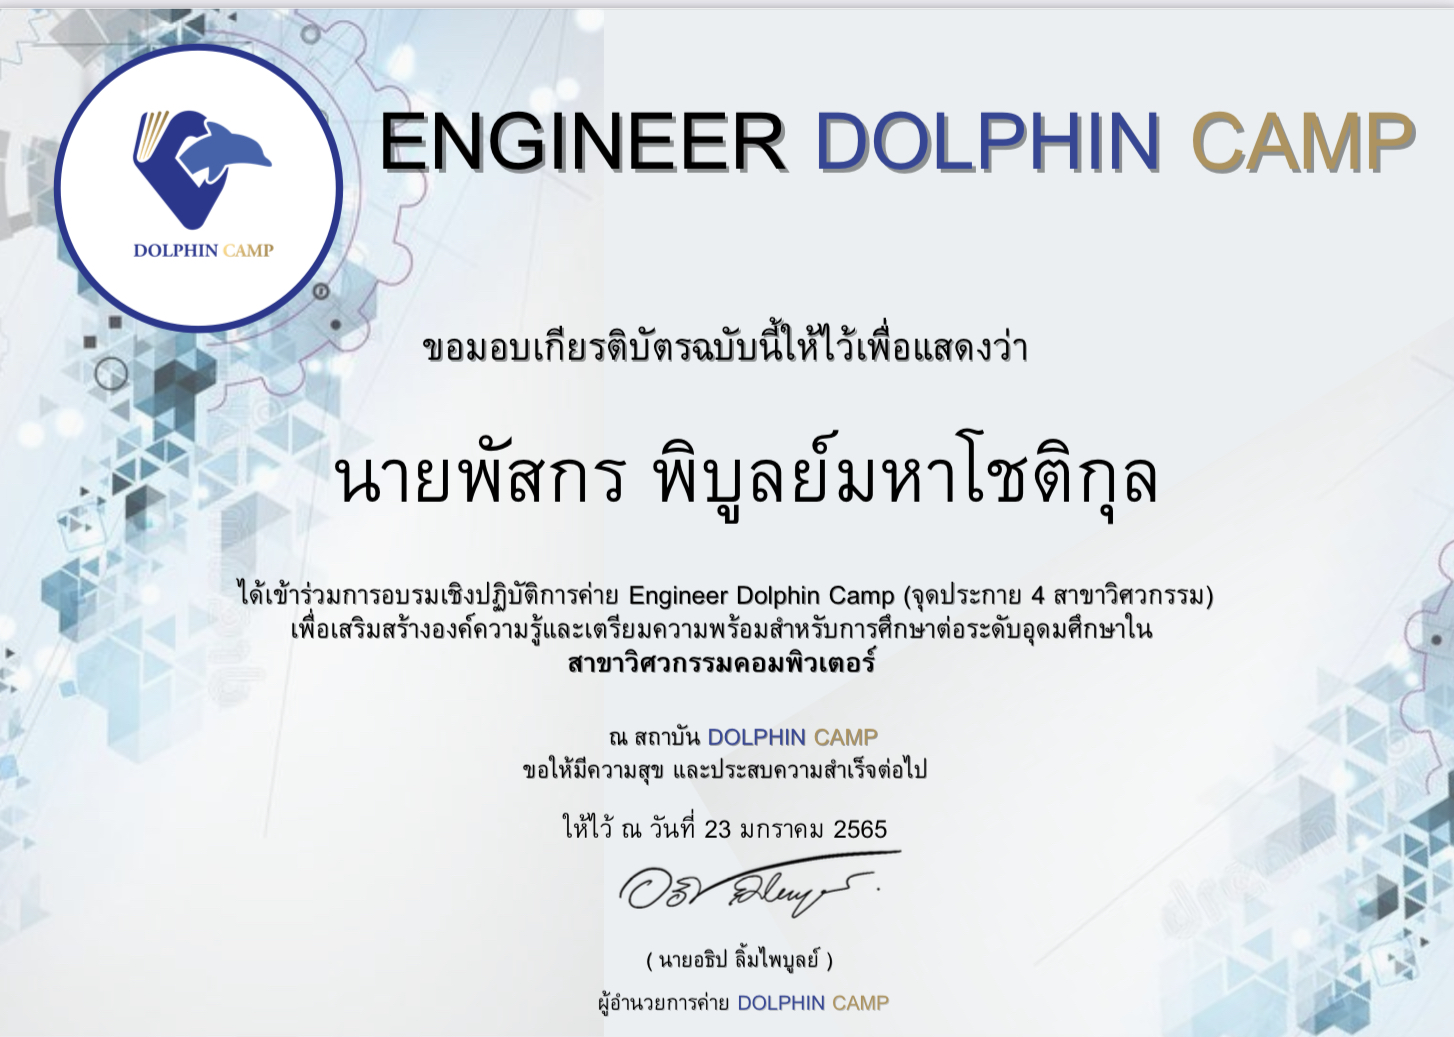 DOLPHIN CAMP
ENGINEER DOLPHIN CAMP
ขอมอบเกียรติบัตรฉบับนี้ให้ไว้เพื่อแสดงว่า
นายพัสกร พิบูลย์มหาโชติกุล
ได้เข้าร่วมการอบรมเชิงปฏิบัติการค่าย Engineer Dolphin Camp (จุดประกาย 4 สาขาวิศวกรรม)
เพื่อเสริมสร้างองค์ความรู้และเตรียมความพร้อมสำหรับการศึกษาต่อระดับอุดมศึกษาใน
สาขาวิศวกรรมคอมพิวเตอร์
ณ สถาบัน DOLPHIN CAMP
ขอให้มีความสุข และประสบความสำเร็จต่อไป
ให้ไว้ ณ วันที่ 23 มกราคม 2565
( นายอธิป ลิ้มไพบูลย์ )
ผู้อำนวยการค่าย DOLPHIN CAMP